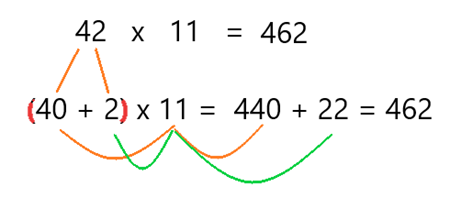 42 x 11 = 462
(40 + 2) x 11 = 440 + 22 = 462